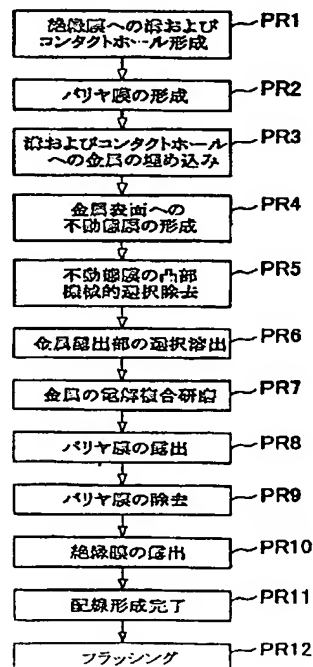 絶縁膜への溝および
コンタクトホール形成
PR1
バリヤ膜の形成
PR2
溝およびコンタクトホール
への金属の埋め込み
PR3
金属表面への
不動態膜の形成
PR4
不動態膜の凸部
機械的選択除去
PR5
金属露出部の選択溶出
PR6
金属の電解複合研磨
PR7
バリヤ膜の露出
PR8
バリヤ膜の除去
PR9
絶縁膜の露出
PR10
配線形成完了
PR11
フラッシング
PR12